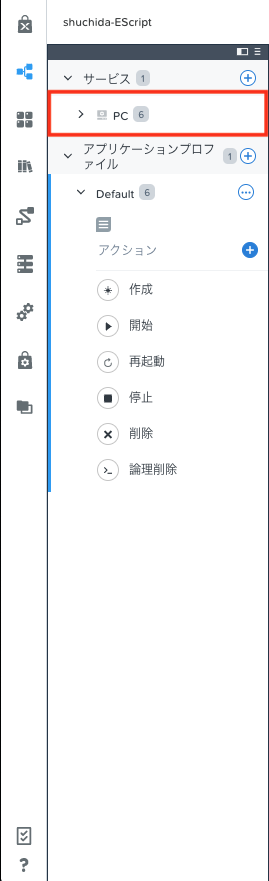 shuchida-EScript
サービス 1
PC 6
アプリケーションプロフ
ァイル 1
Default 6
アクション
作成
開始
再起動
停止
削除
論理削除
?